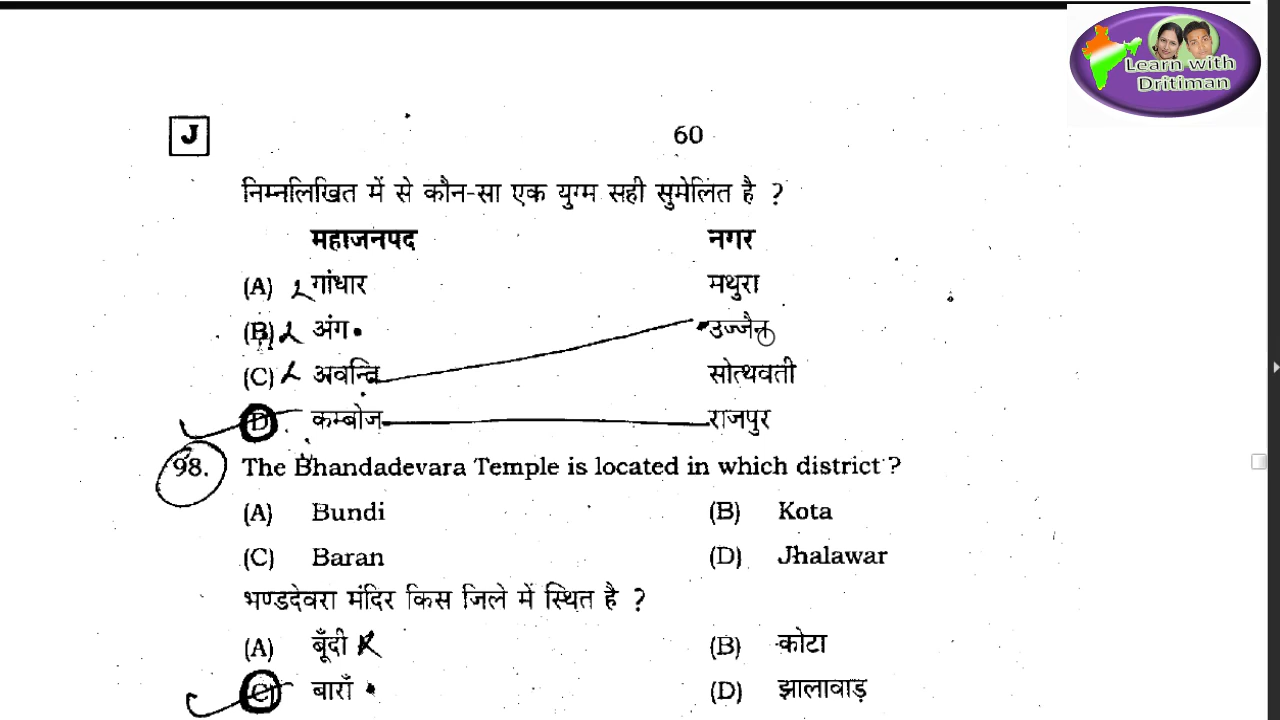 Learn with
Dritiman
J 60
निम्नलिखित में से कौन-सा एक युग्म सही सुमेलित है ?
महाजनपद नगर
(A) गांधार मथुरा
(B) अंग उज्जैन
(C) अवन्ति सोत्थवती
(D) कम्बोज राजपुर
98. The Bhandadevara Temple is located in which district ?
(A) Bundi (B) Kota
(C) Baran (D) Jhalawar
भण्डदेवरा मंदिर किस जिले में स्थित है ?
(A) बूँदी (B) कोटा
(C) बाराँ (D) झालावाड़